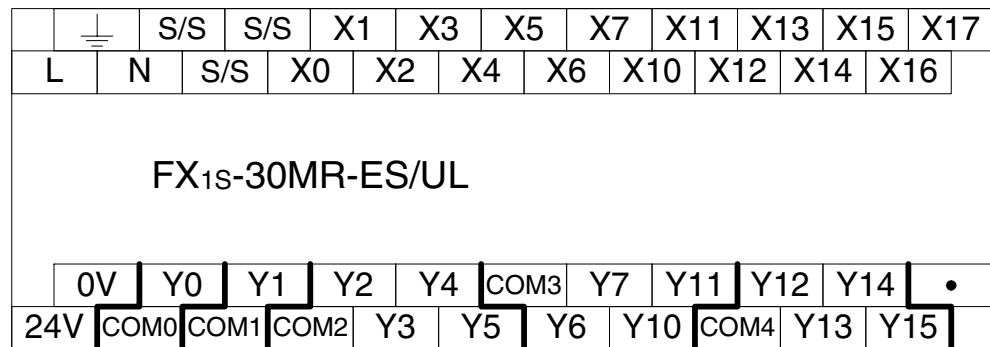 ⏚ S/S S/S X1 X3 X5 X7 X11 X13 X15 X17
L N S/S X0 X2 X4 X6 X10 X12 X14 X16
FX1S-30MR-ES/UL
0V Y0 Y1 Y2 Y4 COM3 Y7 Y11 Y12 Y14 •
24V COM0 COM1 COM2 Y3 Y5 Y6 Y10 COM4 Y13 Y15